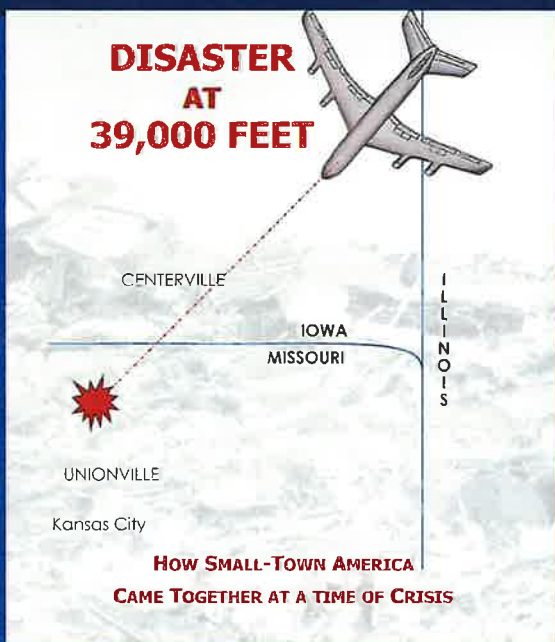 DISASTER
AT
39,000 FEET
CENTERVILLE
IOWA
MISSOURI
ILLINOIS
UNIONVILLE
Kansas City
HOW SMALL-TOWN AMERICA
CAME TOGETHER AT A TIME OF CRISIS